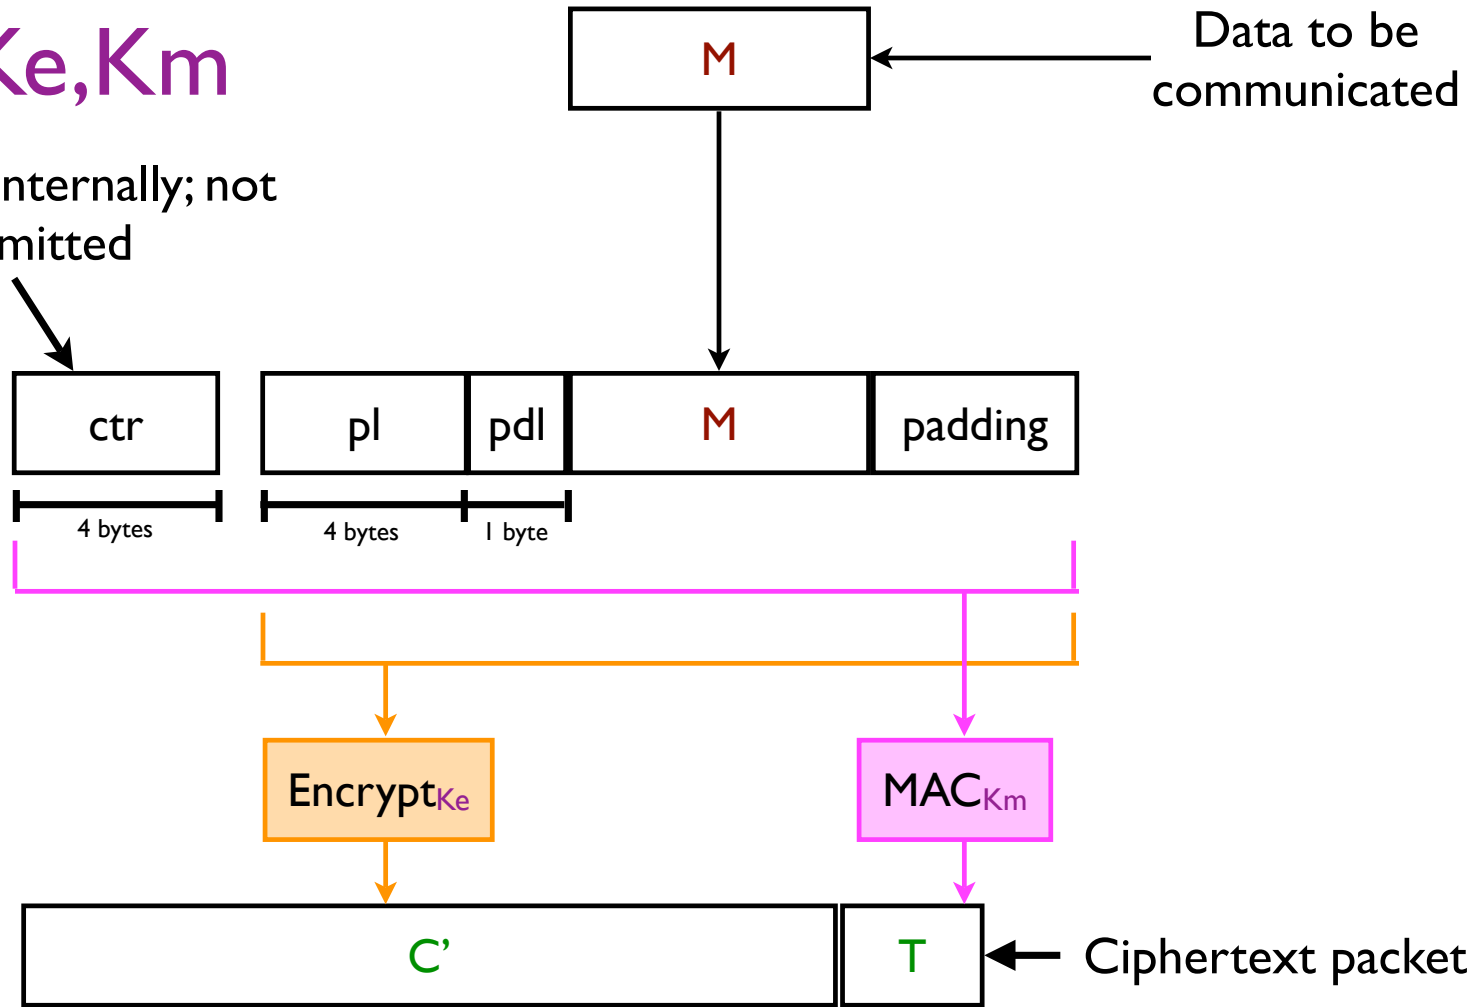 Ke,Km
M
Data to be
communicated
internally; not
mitted
ctr
pl
pdl
M
padding
4 bytes
4 bytes
1 byte
EncryptKe
MACKm
C’
T
Ciphertext packet